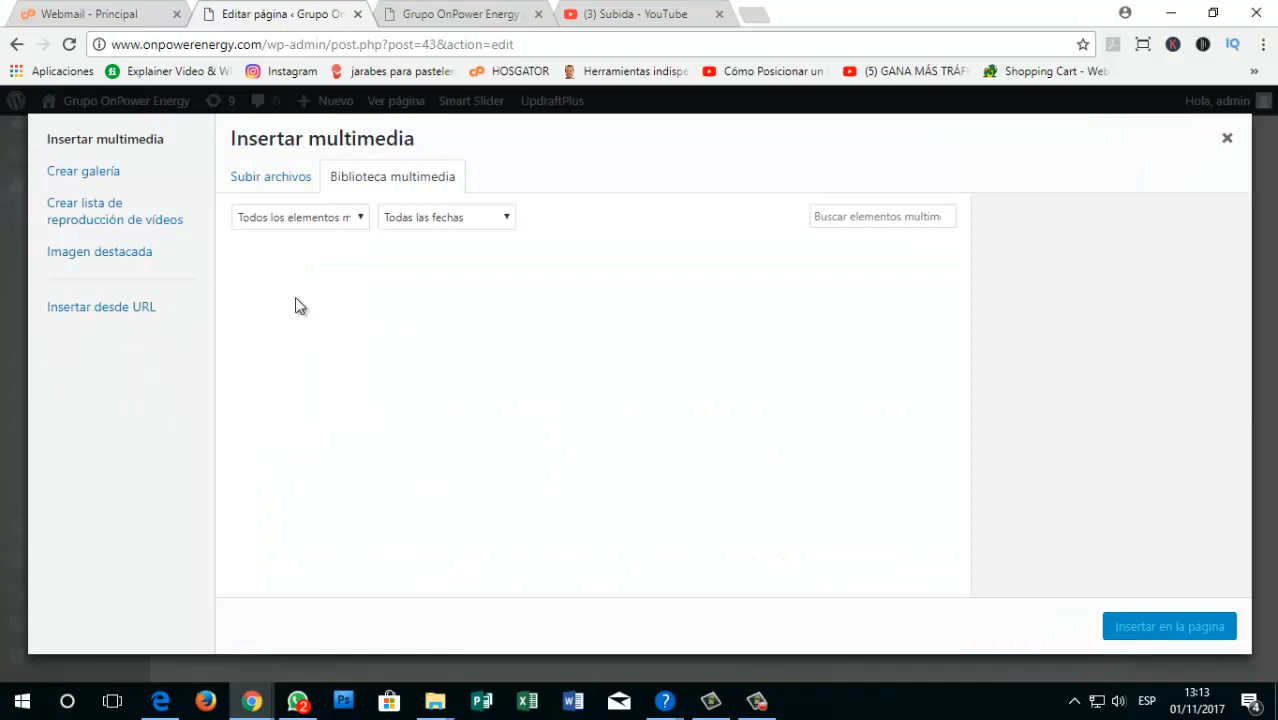 Webmail - Principal
Editar página ‹ Grupo On
Grupo OnPower Energy
(3) Subida - YouTube
www.onpowerenergy.com/wp-admin/post.php?post=43&action=edit
IQ
Aplicaciones
Explainer Video & W
Instagram
jarabes para pasteler
HOSGATOR
Herramientas indispe
Cómo Posicionar un
(5) GANA MÁS TRÁF
Shopping Cart - Web
»
Grupo OnPower Energy
9
0
Nuevo
Ver página
Smart Slider
UpdraftPlus
Hola, admin
Insertar multimedia
Crear galería
Crear lista de
reproducción de vídeos
Imagen destacada
Insertar desde URL
Insertar multimedia
Subir archivos
Biblioteca multimedia
Todos los elementos m
Todas las fechas
Buscar elementos multim
Insertar en la página
2
Ps
ESP
13:13
01/11/2017
4